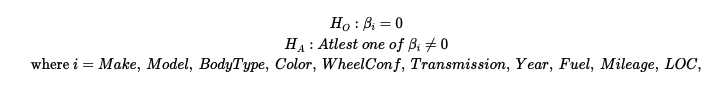 H_O : β_i = 0
H_A : Atlest one of β_i ≠ 0
where i = Make, Model, BodyType, Color, WheelConf, Transmission, Year, Fuel, Mileage, LOC,